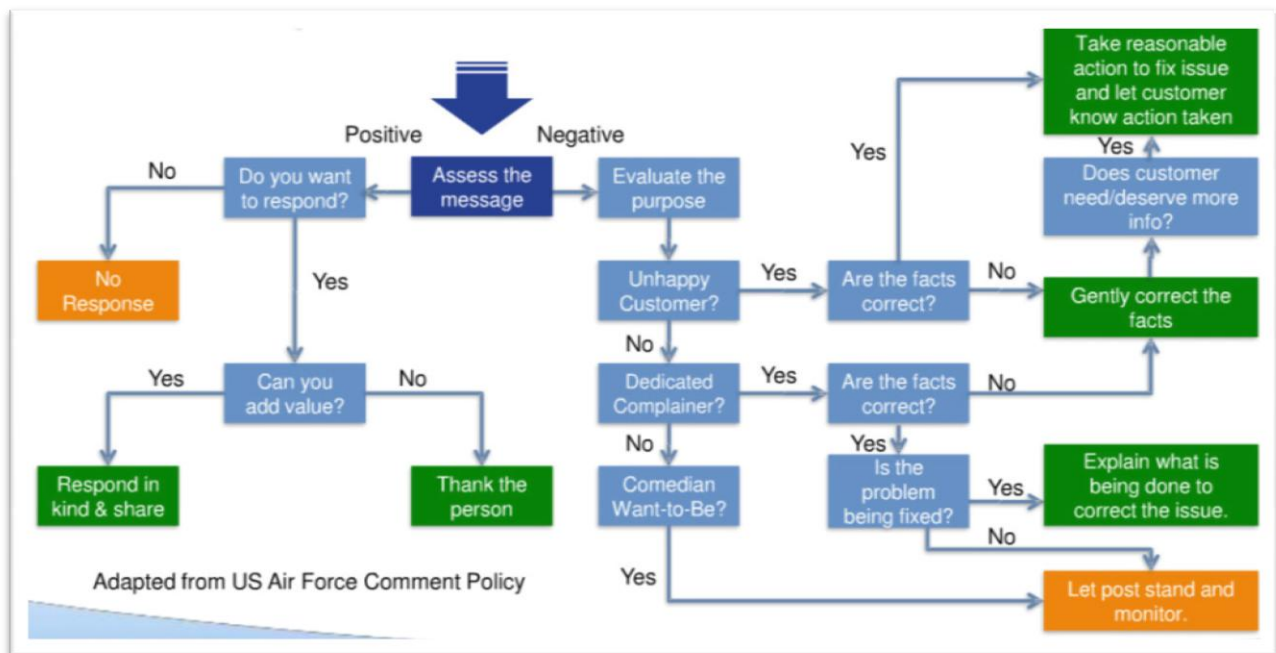 Take reasonable
action to fix issue
and let customer
know action taken
Positive
Negative
Yes
Yes
No
Do you want
to respond?
Assess the
message
Evaluate the
purpose
Does customer
need/deserve more
info?
No
Response
Yes
Unhappy
Customer?
Yes
Are the facts
correct?
No
Gently correct the
facts
No
Yes
Can you
add value?
No
Dedicated
Complainer?
Yes
Are the facts
correct?
No
No
Yes
Respond in
kind & share
Thank the
person
Comedian
Want-to-Be?
Is the
problem
being fixed?
Yes
Explain what is
being done to
correct the issue.
No
Adapted from US Air Force Comment Policy
Yes
Let post stand and
monitor.